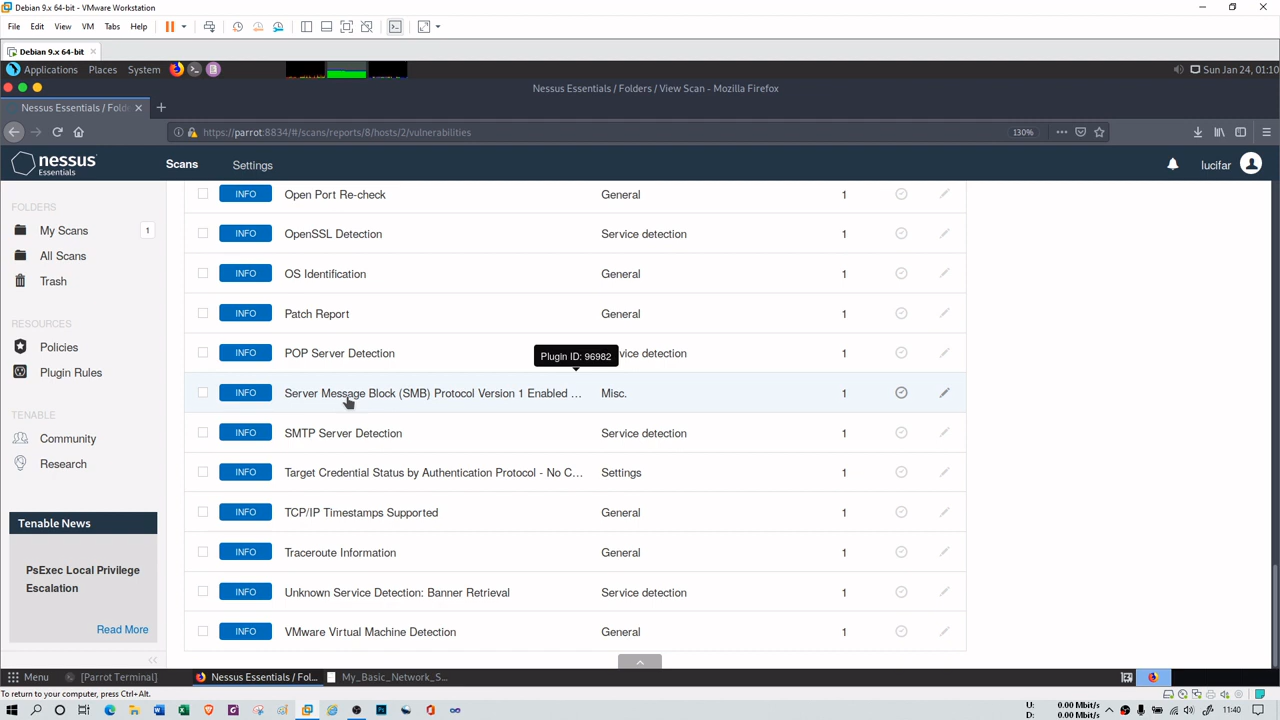 Debian 9.x 64-bit - VMware Workstation
File Edit View VM Tabs Help
Debian 9.x 64-bit
Applications Places System Sun Jan 24, 01:10
Nessus Essentials / Folders / View Scan - Mozilla Firefox
Nessus Essentials / Folde
https://parrot:8834/#/scans/reports/8/hosts/2/vulnerabilities 130%
nessus Essentials Scans Settings lucifar
FOLDERS
My Scans 1
All Scans
Trash
RESOURCES
Policies
Plugin Rules
TENABLE
Community
Research
Tenable News
PsExec Local Privilege
Escalation
Read More
INFO Open Port Re-check General 1
INFO OpenSSL Detection Service detection 1
INFO OS Identification General 1
INFO Patch Report General 1
INFO POP Server Detection vice detection 1
Plugin ID: 96982
INFO Server Message Block (SMB) Protocol Version 1 Enabled ... Misc. 1
INFO SMTP Server Detection Service detection 1
INFO Target Credential Status by Authentication Protocol - No C... Settings 1
INFO TCP/IP Timestamps Supported General 1
INFO Traceroute Information General 1
INFO Unknown Service Detection: Banner Retrieval Service detection 1
INFO VMware Virtual Machine Detection General 1
Menu [Parrot Terminal] Nessus Essentials / Fol... My_Basic_Network_S...
To return to your computer, press Ctrl+Alt.
U: 0.00 Mbit/s
D: 0.00 Mbit/s
11:40